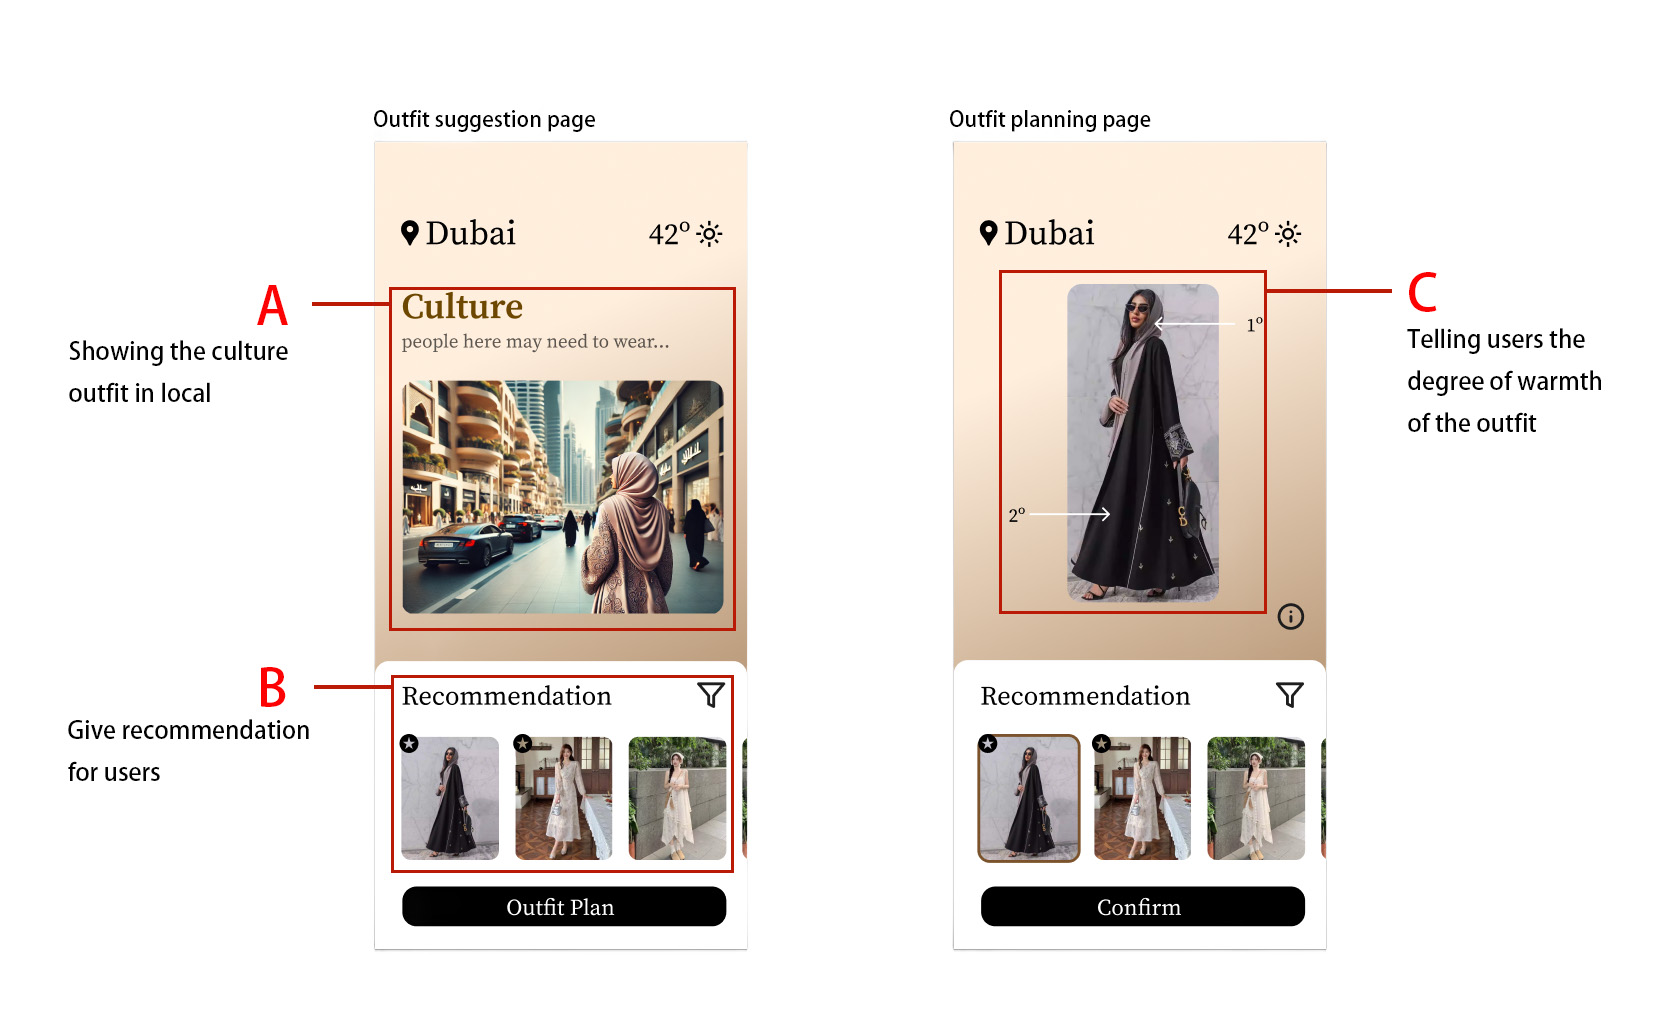 Outfit suggestion page
Dubai
42°
Culture
people here may need to wear...
Recommendation
Outfit Plan
A
Showing the culture
outfit in local
B
Give recommendation
for users
Outfit planning page
Dubai
42°
1°
2°
Recommendation
Confirm
C
Telling users the
degree of warmth
of the outfit